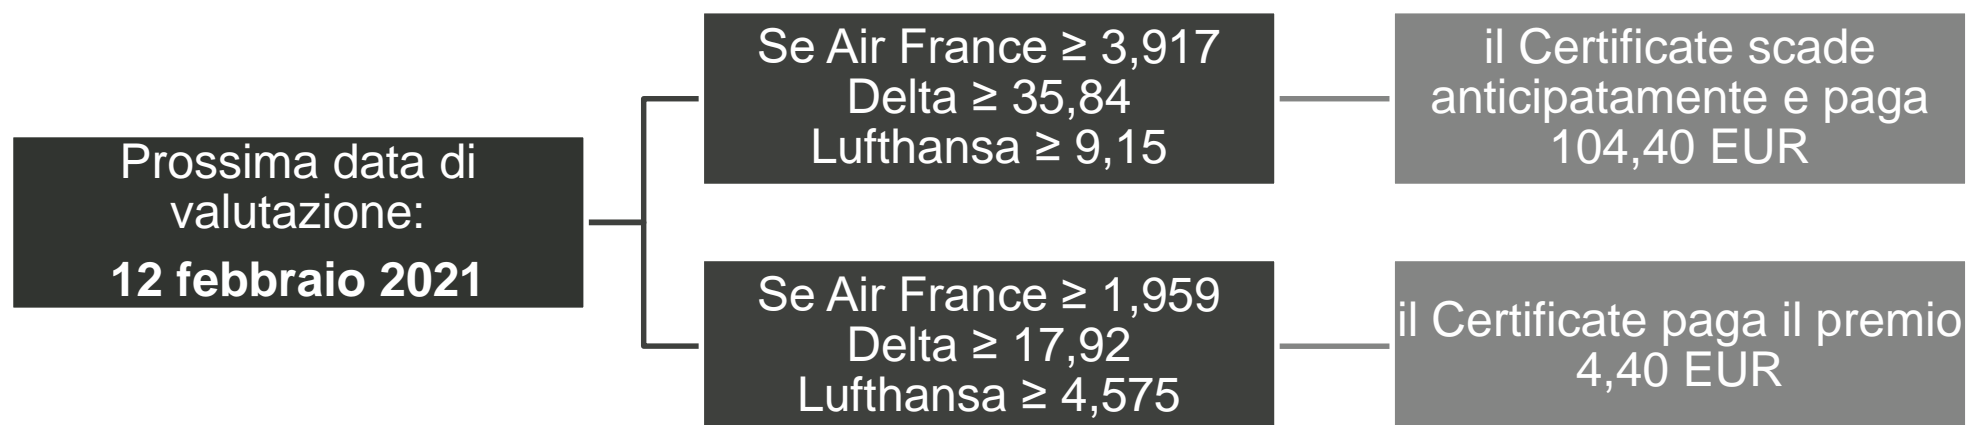 Prossima data di
valutazione:
12 febbraio 2021
Se Air France ≥ 3,917
Delta ≥ 35,84
Lufthansa ≥ 9,15
il Certificate scade
anticipatamente e paga
104,40 EUR
Se Air France ≥ 1,959
Delta ≥ 17,92
Lufthansa ≥ 4,575
il Certificate paga il premio
4,40 EUR